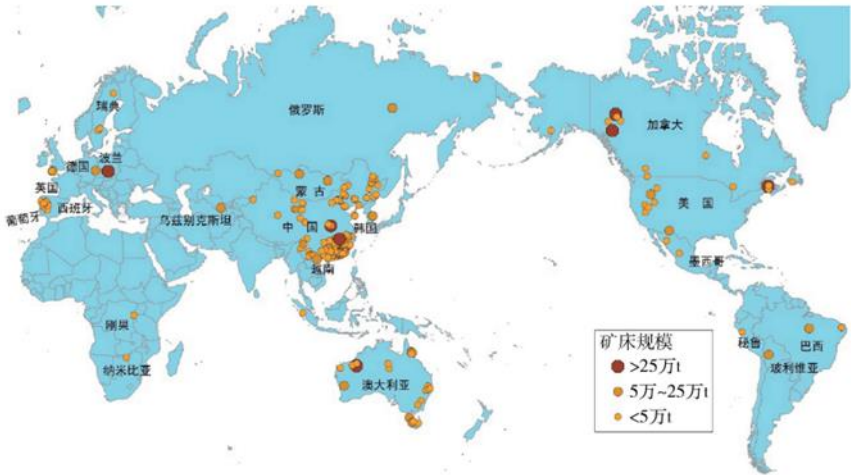 瑞典
俄罗斯
加拿大
德国
波兰
英国
蒙古
美国
葡萄牙
西班牙
乌兹别克斯坦
中国
韩国
越南
墨西哥
刚果
纳米比亚
澳大利亚
秘鲁
巴西
玻利维亚
矿床规模
>25万t
5万~25万t
<5万t